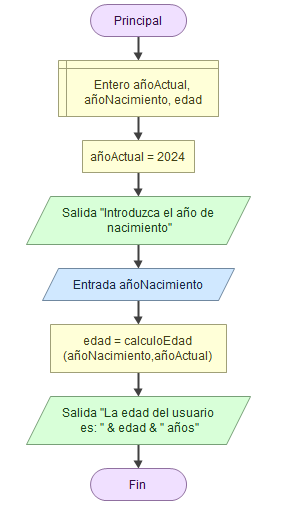 Principal
Entero añoActual,
añoNacimiento, edad
añoActual = 2024
Salida "Introduzca el año de
nacimiento"
Entrada añoNacimiento
edad = calculoEdad
(añoNacimiento,añoActual)
Salida "La edad del usuario
es: " & edad & " años"
Fin